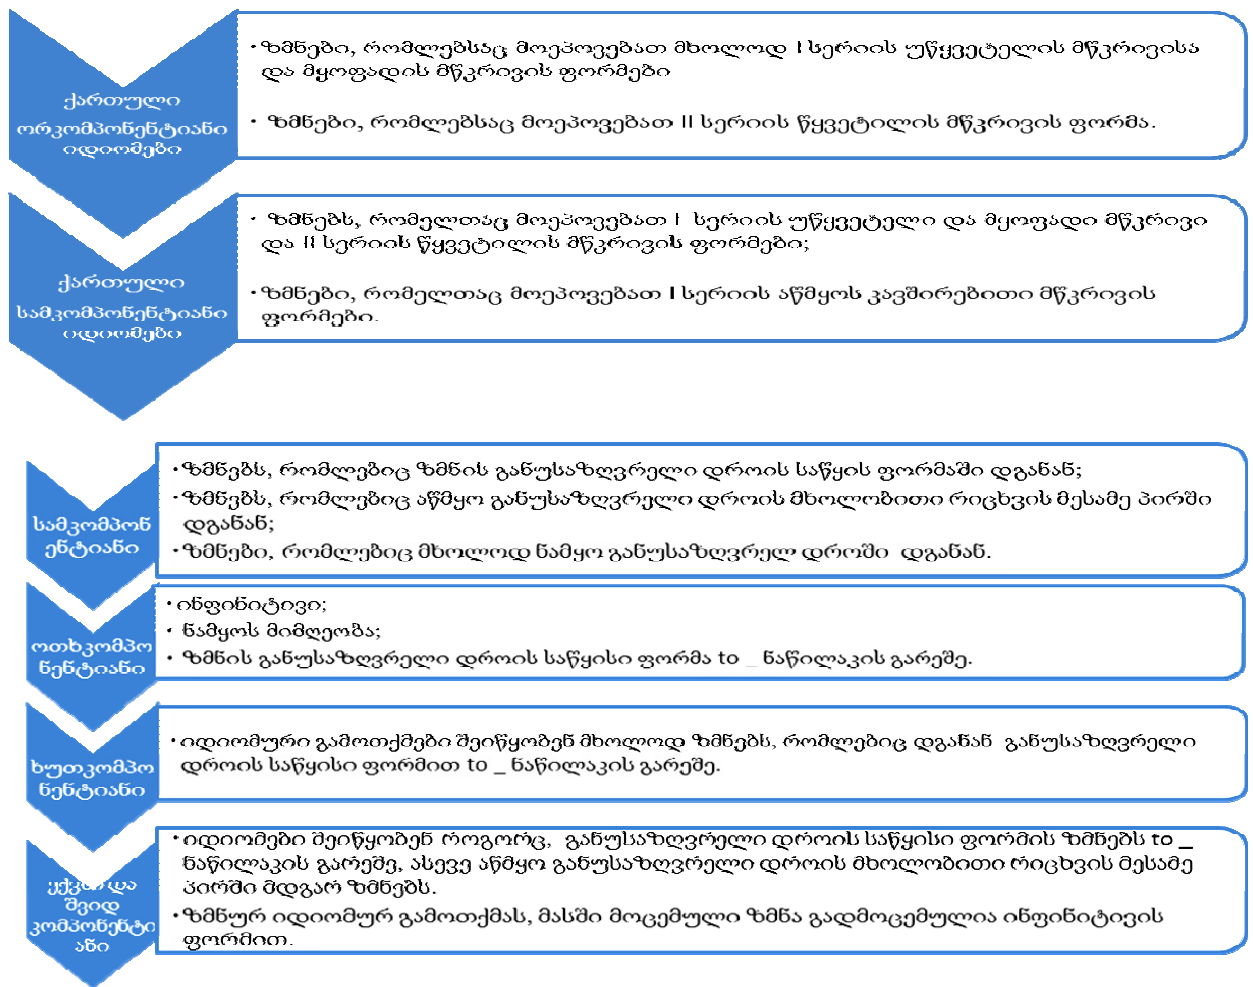 ქართული
ორკომპონენტიანი
იდიომები
•ზმნები, რომლებსაც მოეპოვებათ მხოლოდ I სერიის უწყვეტელის მწკრივისა
და მყოფადის მწკრივის ფორმები
• ზმნები, რომლებსაც მოეპოვებათ II სერიის წყვეტილის მწკრივის ფორმა.
ქართული
სამკომპონენტიანი
იდიომები
• ზმნებს, რომელთაც მოეპოვებათ I სერიის უწყვეტელი და მყოფადი მწკრივი
და II სერიის წყვეტილის მწკრივის ფორმები;
•ზმნები, რომელთაც მოეპოვებათ I სერიის აწმყოს კავშირებითი მწკრივის
ფორმები.
სამკომპონ
ენტიანი
•ზმნებს, რომლებიც ზმნის განუსაზღვრელი დროის საწყის ფორმაში დგანან;
•ზმნებს, რომლებიც აწმყო განუსაზღვრელი დროის მხოლობითი რიცხვის მესამე პირში
დგანან;
•ზმნები, რომლებიც მხოლოდ ნამყო განუსაზღვრელ დროში დგანან.
ოთხკომპო
ნენტიანი
•ინფინიტივი;
• ნამყოს მიმღეობა;
• ზმნის განუსაზღვრელი დროის საწყისი ფორმა to _ ნაწილაკის გარეშე.
ხუთკომპო
ნენტიანი
•იდიომური გამოთქმები შეიწყობენ მხოლოდ ზმნებს, რომლებიც დგანან განუსაზღვრელი
დროის საწყისი ფორმით to _ ნაწილაკის გარეშე.
ექვსი და
შვიდ
კომპონენტი
ანი
•იდიომები შეიწყობენ როგორც, განუსაზღვრელი დროის საწყისი ფორმის ზმნებს to _
ნაწილაკის გარეშე, ასევე აწმყო განუსაზღვრელი დროის მხოლობითი რიცხვის მესამე
პირში მდგარ ზმნებს.
•ზმნურ იდიომურ გამოთქმას, მასში მოცემული ზმნა გადმოცემულია ინფინიტივის
ფორმით.